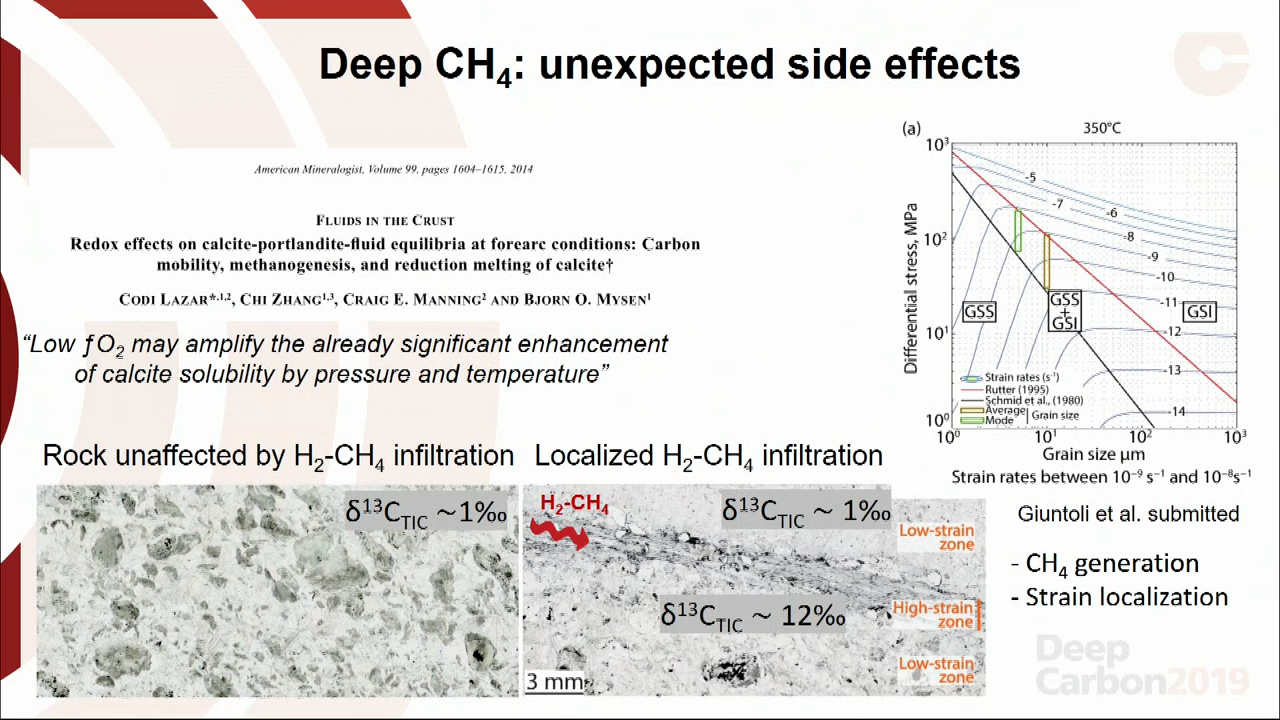 Deep CH₄: unexpected side effects
American Mineralogist, Volume 99, pages 1604–1615, 2014
FLUIDS IN THE CRUST
Redox effects on calcite-portlandite-fluid equilibria at forearc conditions: Carbon
mobility, methanogenesis, and reduction melting of calcite†
CODI LAZAR*,1,2, CHI ZHANG1,3, CRAIG E. MANNING2 AND BJORN O. MYSEN1
“Low ƒO₂ may amplify the already significant enhancement
of calcite solubility by pressure and temperature”
(a)
350°C
10³
10²
10¹
10⁰
Differential stress, MPa
-5
-7
-6
-8
-9
-10
-11
-12
-13
-14
GSS
GSS
+
GSI
GSI
Strain rates (s⁻¹)
Rutter (1995)
Schmid et al., (1980)
Average
Mode
Grain size
10⁰ 10¹ 10² 10³
Grain size µm
Strain rates between 10⁻⁹ s⁻¹ and 10⁻⁸s⁻¹
Giuntoli et al. submitted
- CH₄ generation
- Strain localization
Rock unaffected by H₂-CH₄ infiltration
δ¹³C_TIC ~1‰
Localized H₂-CH₄ infiltration
H₂-CH₄
δ¹³C_TIC ~ 1‰
Low-strain
zone
δ¹³C_TIC ~ 12‰
High-strain
zone
Low-strain
zone
3 mm
Deep
Carbon2019